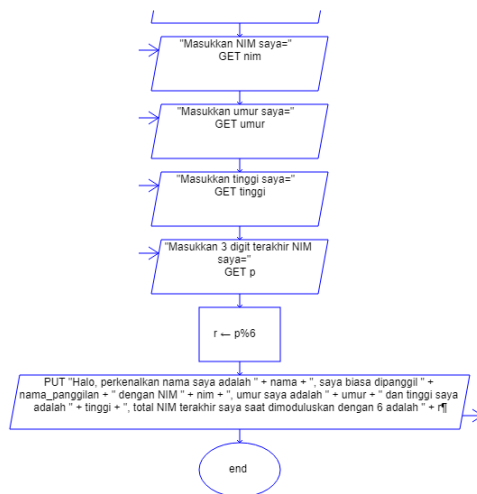 "Masukkan NIM saya="
GET nim
"Masukkan umur saya="
GET umur
"Masukkan tinggi saya="
GET tinggi
"Masukkan 3 digit terakhir NIM
saya="
GET p
r ← p%6
PUT "Halo, perkenalkan nama saya adalah " + nama + ", saya biasa dipanggil " +
nama_panggilan + " dengan NIM " + nim + ", umur saya adalah " + umur + " dan tinggi saya
adalah " + tinggi + ", total NIM terakhir saya saat dimoduluskan dengan 6 adalah " + r¶
end